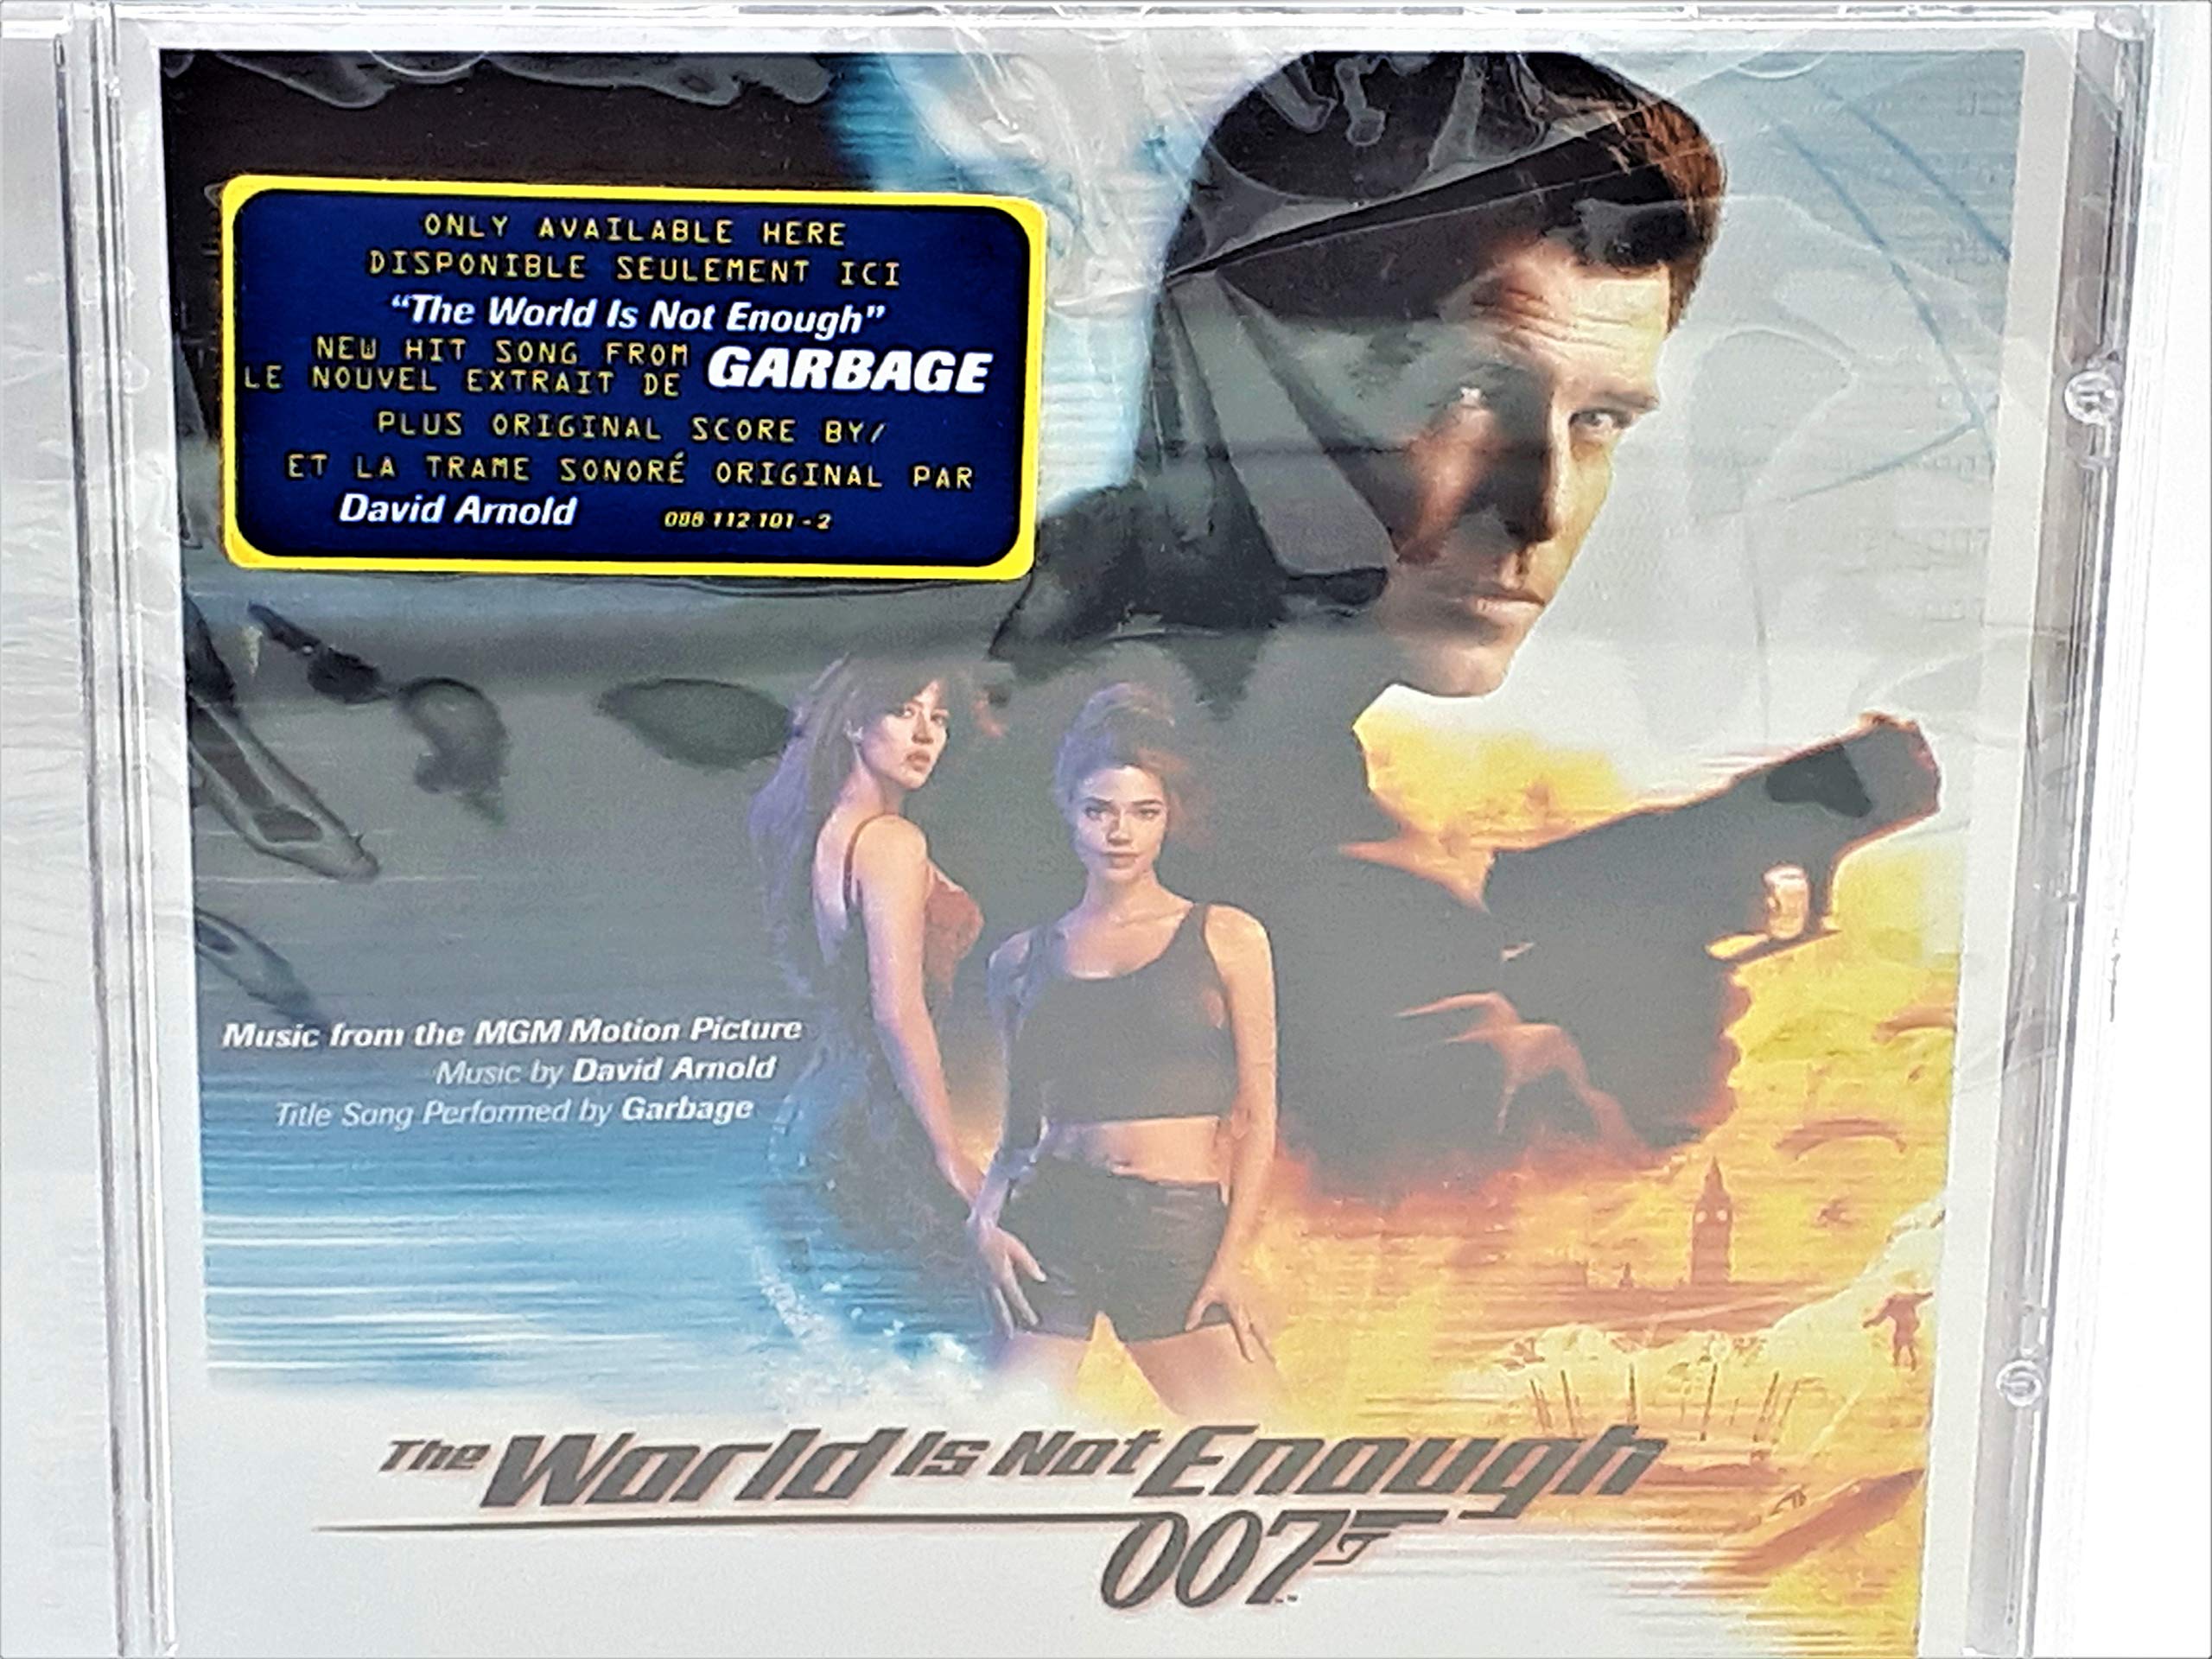 ONLY AVAILABLE HERE
DISPONIBLE SEULEMENT ICI
"The World Is Not Enough"
NEW HIT SONG FROM
LE NOUVEL EXTRAIT DE
GARBAGE
PLUS ORIGINAL SCORE BY/
ET LA TRAME SONORÉ ORIGINAL PAR
David Arnold 088 112 101-2
Music from the MGM Motion Picture
Music by David Arnold
Title Song Performed by Garbage
The World Is Not Enough
007